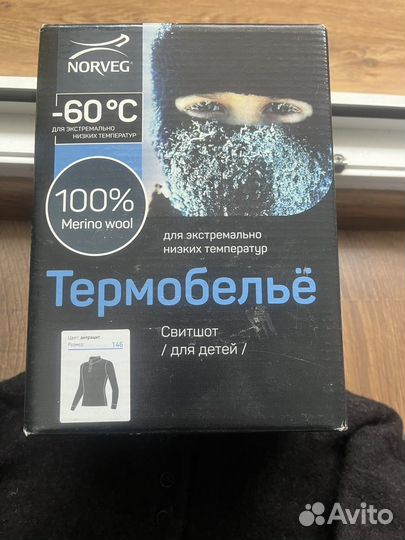 NORVEG
-60°C
ДЛЯ ЭКСТРЕМАЛЬНО
НИЗКИХ ТЕМПЕРАТУР
100%
Merino wool
для экстремально
низких температур
Термобельё
Свитшот
/ для детей /
Цвет: антрацит
Размер: 146
Avito